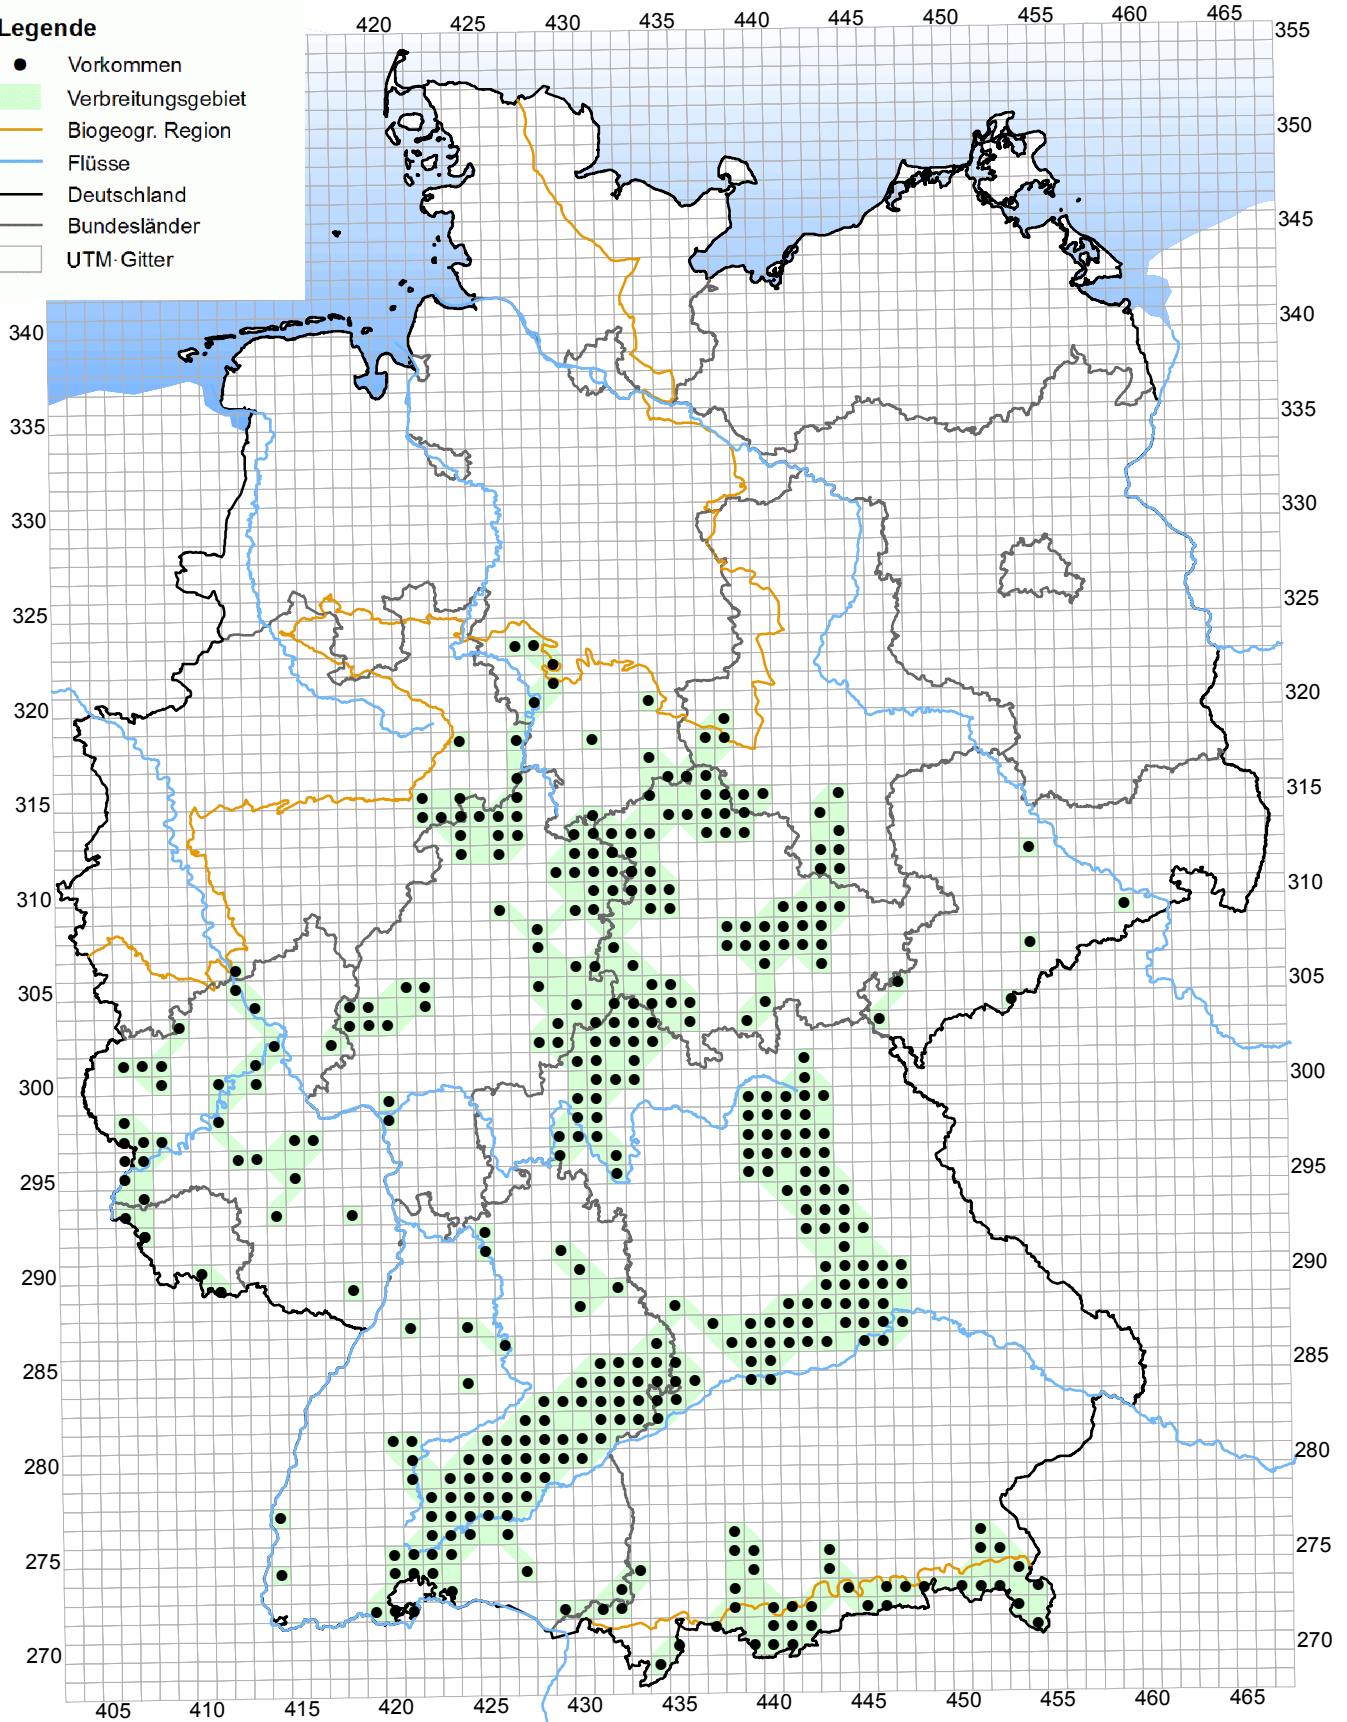 420 425 430 435 440 445 450 455 460 465
355
Legende
Vorkommen
Verbreitungsgebiet
Biogeogr. Region
Flüsse
Deutschland
Bundesländer
UTM-Gitter
350
345
340 340
335 335
330 330
325 325
320 320
315 315
310 310
305 305
300 300
295 295
290 290
285 285
280 280
275 275
270 270
405 410 415 420 425 430 435 440 445 450 455 460 465